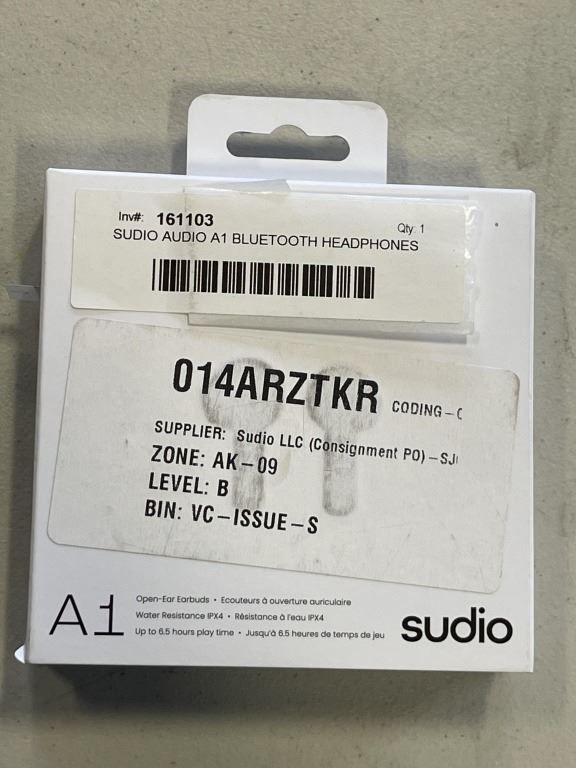 Inv#: 161103
Qty: 1
SUDIO AUDIO A1 BLUETOOTH HEADPHONES
014ARZTKR CODING-
SUPPLIER: Sudio LLC (Consignment PO)-SJ
ZONE: AK-09
LEVEL: B
BIN: VC-ISSUE-S
A1
Open-Ear Earbuds • Ecouteurs à ouverture auriculaire
Water Resistance IPX4 • Résistance à l'eau IPX4
Up to 6.5 hours play time • Jusqu'à 6.5 heures de temps de jeu
sudio